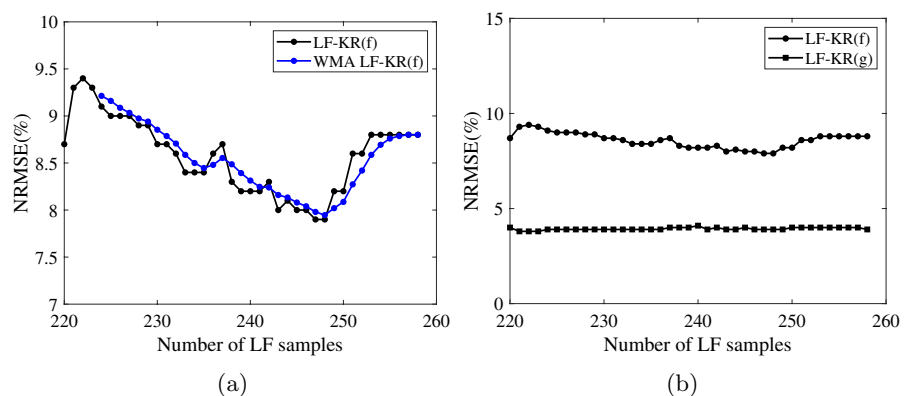 10
9.5
9
8.5
8
7.5
7
NRMSE(%)
220
230
240
250
260
Number of LF samples
LF-KR(f)
WMA LF-KR(f)
(a)
15
10
5
0
NRMSE(%)
220
230
240
250
260
Number of LF samples
LF-KR(f)
LF-KR(g)
(b)